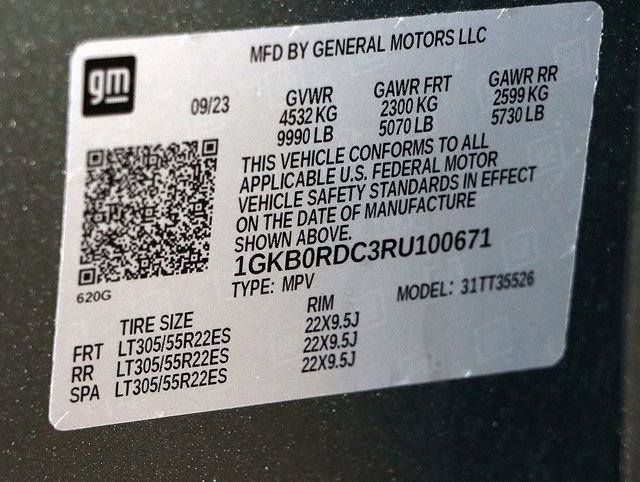 MFD BY GENERAL MOTORS LLC
gm
09/23
GVWR GAWR FRT GAWR RR
4532 KG 2300 KG 2599 KG
9990 LB 5070 LB 5730 LB
THIS VEHICLE CONFORMS TO ALL
APPLICABLE U.S. FEDERAL MOTOR
VEHICLE SAFETY STANDARDS IN EFFECT
ON THE DATE OF MANUFACTURE
SHOWN ABOVE.
1GKB0RDC3RU100671
620G
TYPE: MPV MODEL: 31TT35526
TIRE SIZE RIM
FRT LT305/55R22ES 22X9.5J
RR LT305/55R22ES 22X9.5J
SPA LT305/55R22ES 22X9.5J